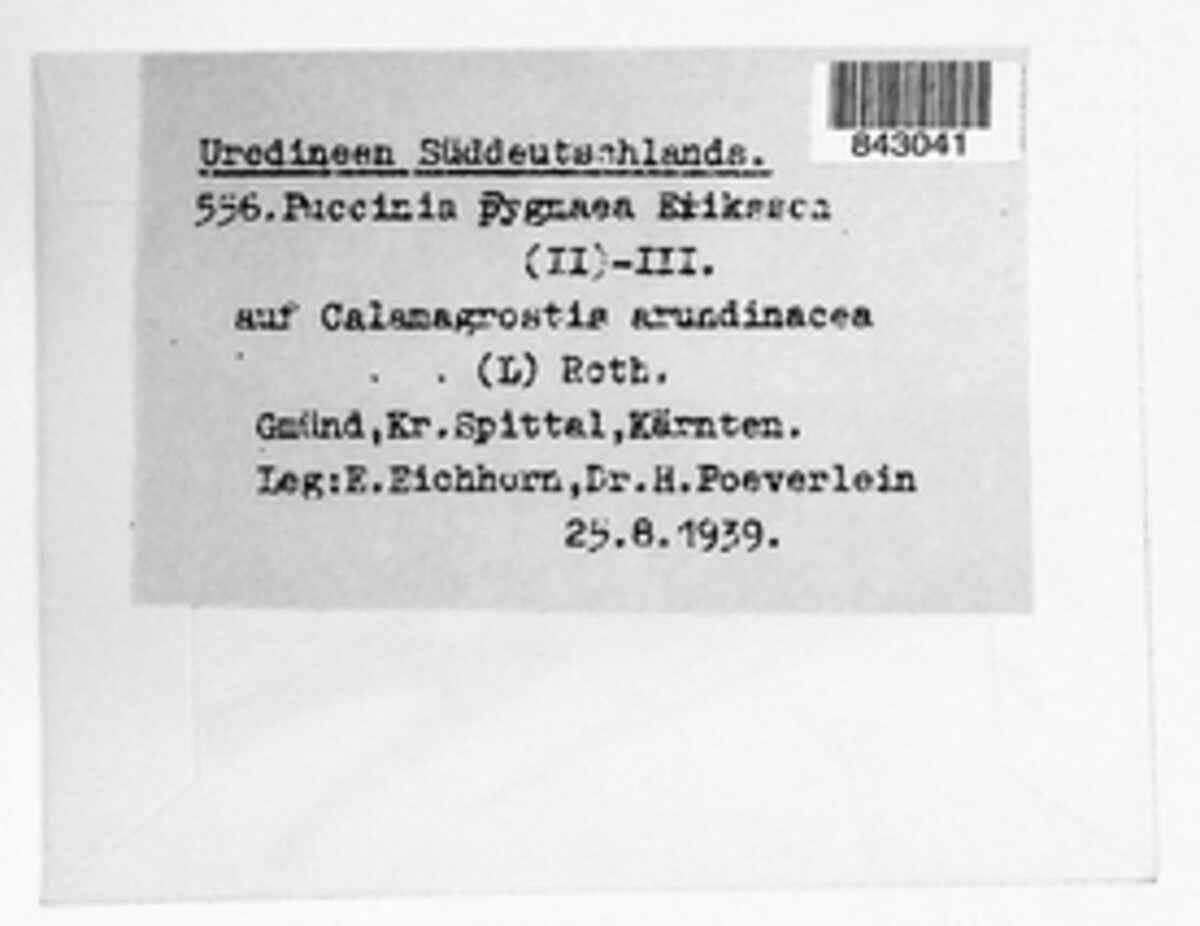 843041
Uredineen Süddeutschlands.
556.Puccinia Pygmaea Eriksson
(II)-III.
auf Calamagrostis arundinacea
(L) Roth.
Gmünd,Kr.Spittal,Kärnten.
Leg:E.Eichhorn,Dr.H.Poeverlein
25.8.1939.